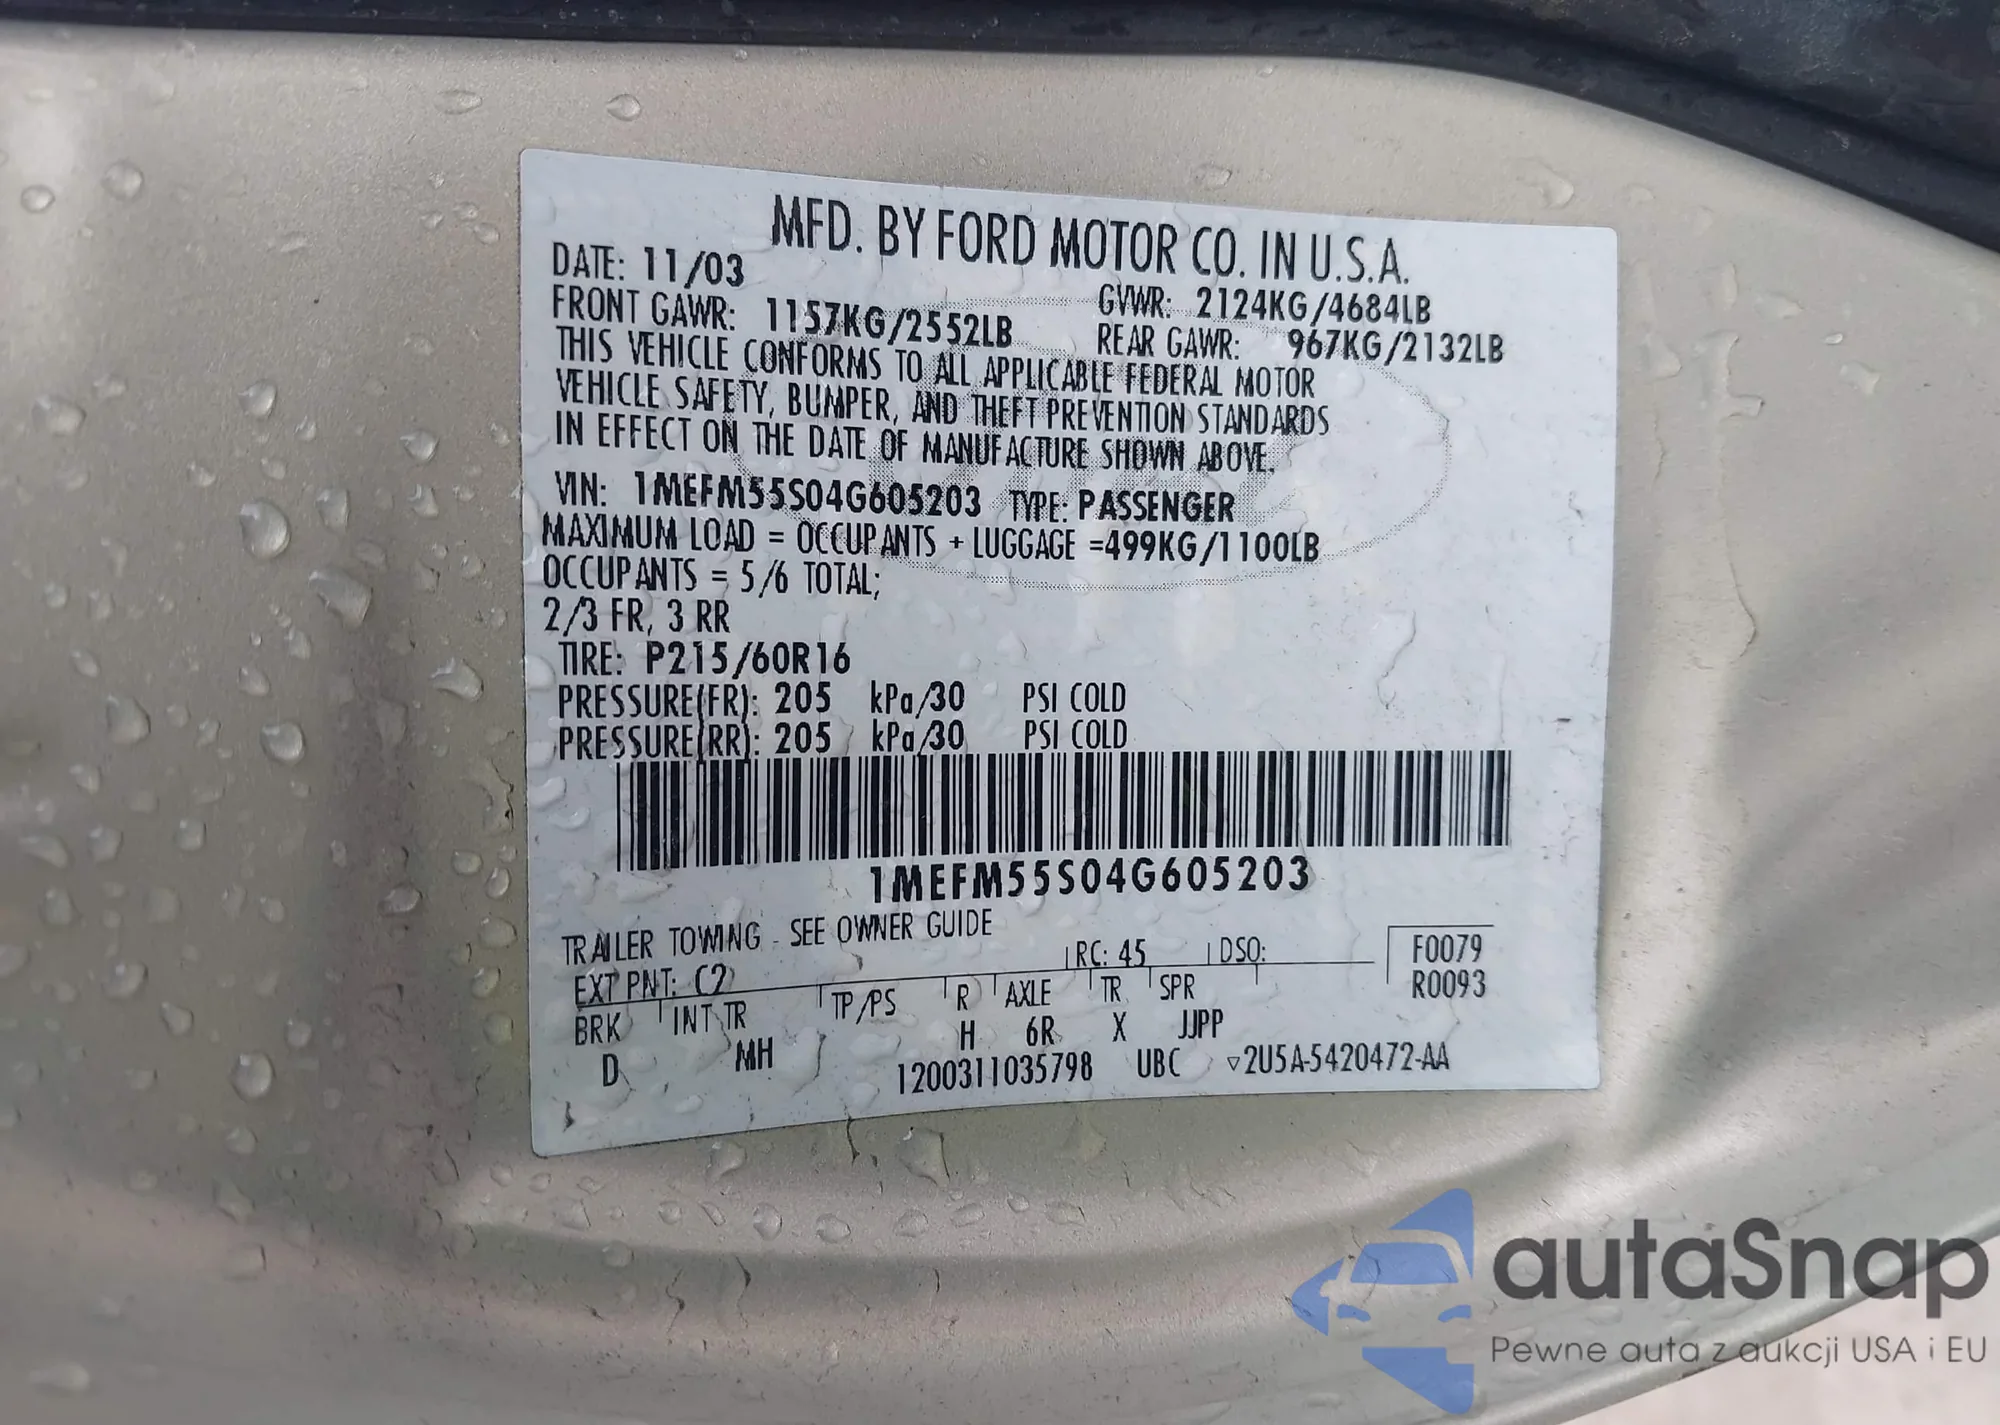 MFD. BY FORD MOTOR CO. IN U.S.A.
DATE: 11/03
GVWR: 2124KG/4684LB
FRONT GAWR: 1157KG/2552LB
REAR GAWR: 967KG/2132LB
THIS VEHICLE CONFORMS TO ALL APPLICABLE FEDERAL MOTOR
VEHICLE SAFETY, BUMPER, AND THEFT PREVENTION STANDARDS
IN EFFECT ON THE DATE OF MANUFACTURE SHOWN ABOVE.
VIN: 1MEFM55S04G605203 TYPE: PASSENGER
MAXIMUM LOAD = OCCUPANTS + LUGGAGE =499KG/1100LB
OCCUPANTS = 5/6 TOTAL;
2/3 FR, 3 RR
TIRE: P215/60R16
PRESSURE(FR): 205 kPa/30 PSI COLD
PRESSURE(RR): 205 kPa/30 PSI COLD
1MEFM55S04G605203
TRAILER TOWING - SEE OWNER GUIDE
EXT PNT: C2 RC: 45 DSO: F0079
R0093
BRK INT TR TP/PS R AXLE TR SPR
D MH H 6R X JJPP
1200311035798 UBC ▽2U5A-5420472-AA
autaSnap
Pewne auta z aukcji USA i EU